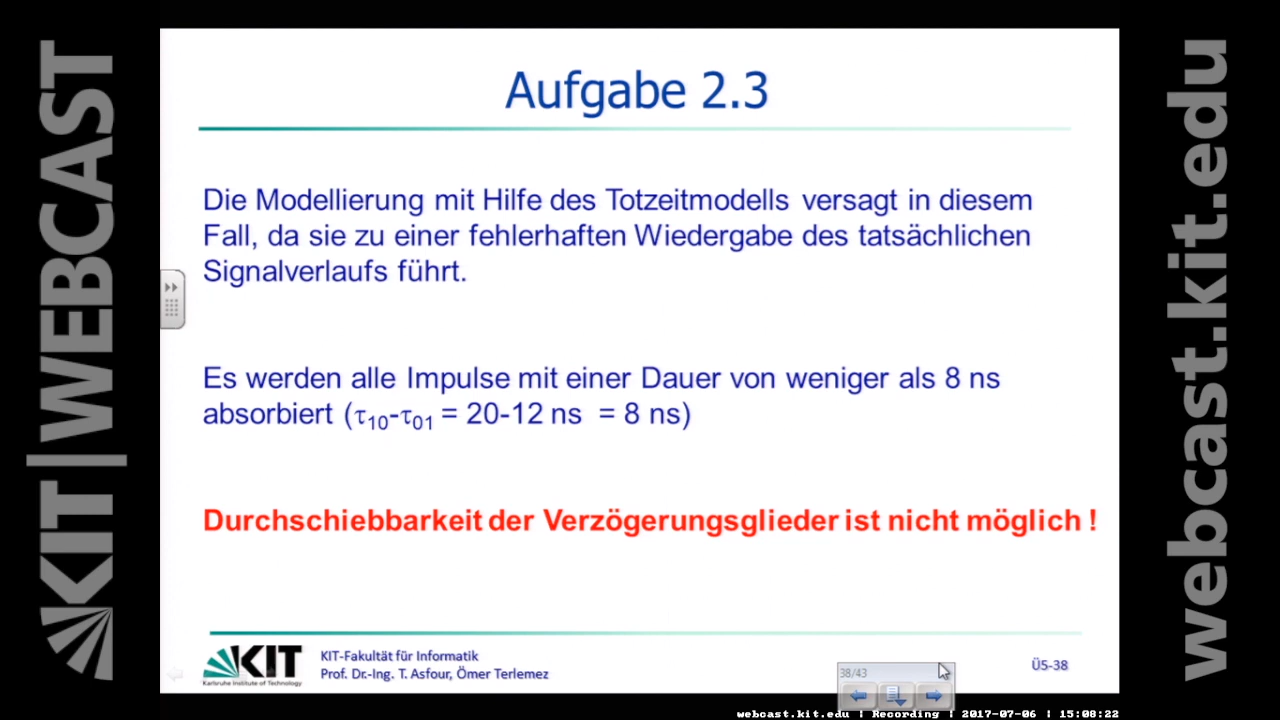 KIT | WEBCAST
Aufgabe 2.3
Die Modellierung mit Hilfe des Totzeitmodells versagt in diesem
Fall, da sie zu einer fehlerhaften Wiedergabe des tatsächlichen
Signalverlaufs führt.
Es werden alle Impulse mit einer Dauer von weniger als 8 ns
absorbiert (τ10-τ01 = 20-12 ns = 8 ns)
Durchschiebbarkeit der Verzögerungsglieder ist nicht möglich !
KIT
Karlsruhe Institute of Technology
KIT-Fakultät für Informatik
Prof. Dr.-Ing. T. Asfour, Ömer Terlemez
38/43
Ü5-38
webcast.kit.edu | Recording | 2017-07-06 | 15:08:22
webcast.kit.edu